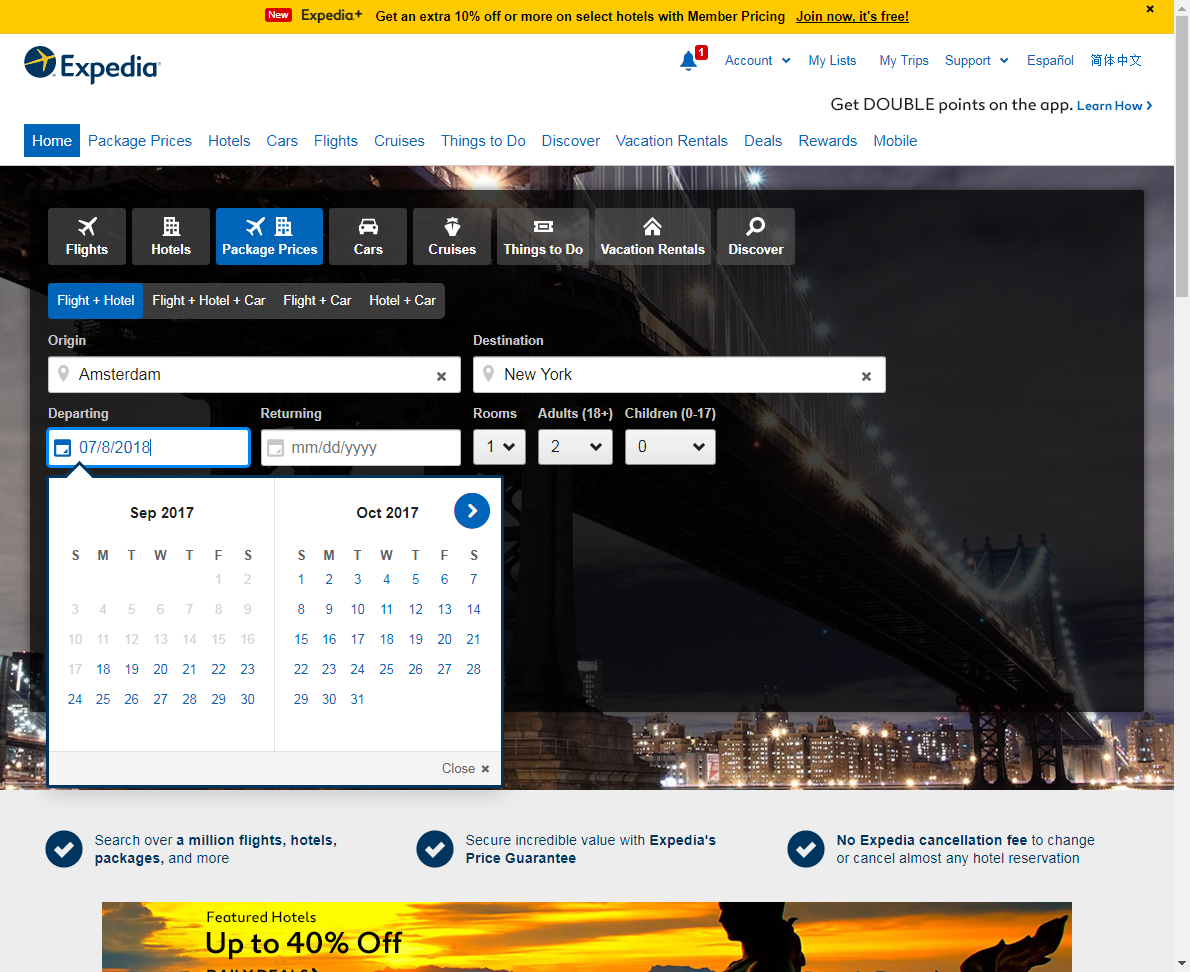 New Expedia+ Get an extra 10% off or more on select hotels with Member Pricing Join now, it's free!
Expedia
1 Account My Lists My Trips Support Español 简体中文
Get DOUBLE points on the app. Learn How
Home Package Prices Hotels Cars Flights Cruises Things to Do Discover Vacation Rentals Deals Rewards Mobile
Flights Hotels Package Prices Cars Cruises Things to Do Vacation Rentals Discover
Flight + Hotel Flight + Hotel + Car Flight + Car Hotel + Car
Origin Destination
Amsterdam New York
Departing Returning Rooms Adults (18+) Children (0-17)
07/8/2018 mm/dd/yyyy 1 2 0
Sep 2017 Oct 2017
S M T W T F S S M T W T F S
1 2 1 2 3 4 5 6 7
3 4 5 6 7 8 9 8 9 10 11 12 13 14
10 11 12 13 14 15 16 15 16 17 18 19 20 21
17 18 19 20 21 22 23 22 23 24 25 26 27 28
24 25 26 27 28 29 30 29 30 31
Close
Search over a million flights, hotels, packages, and more
Secure incredible value with Expedia's Price Guarantee
No Expedia cancellation fee to change or cancel almost any hotel reservation
Featured Hotels
Up to 40% Off
DAILY DEALS